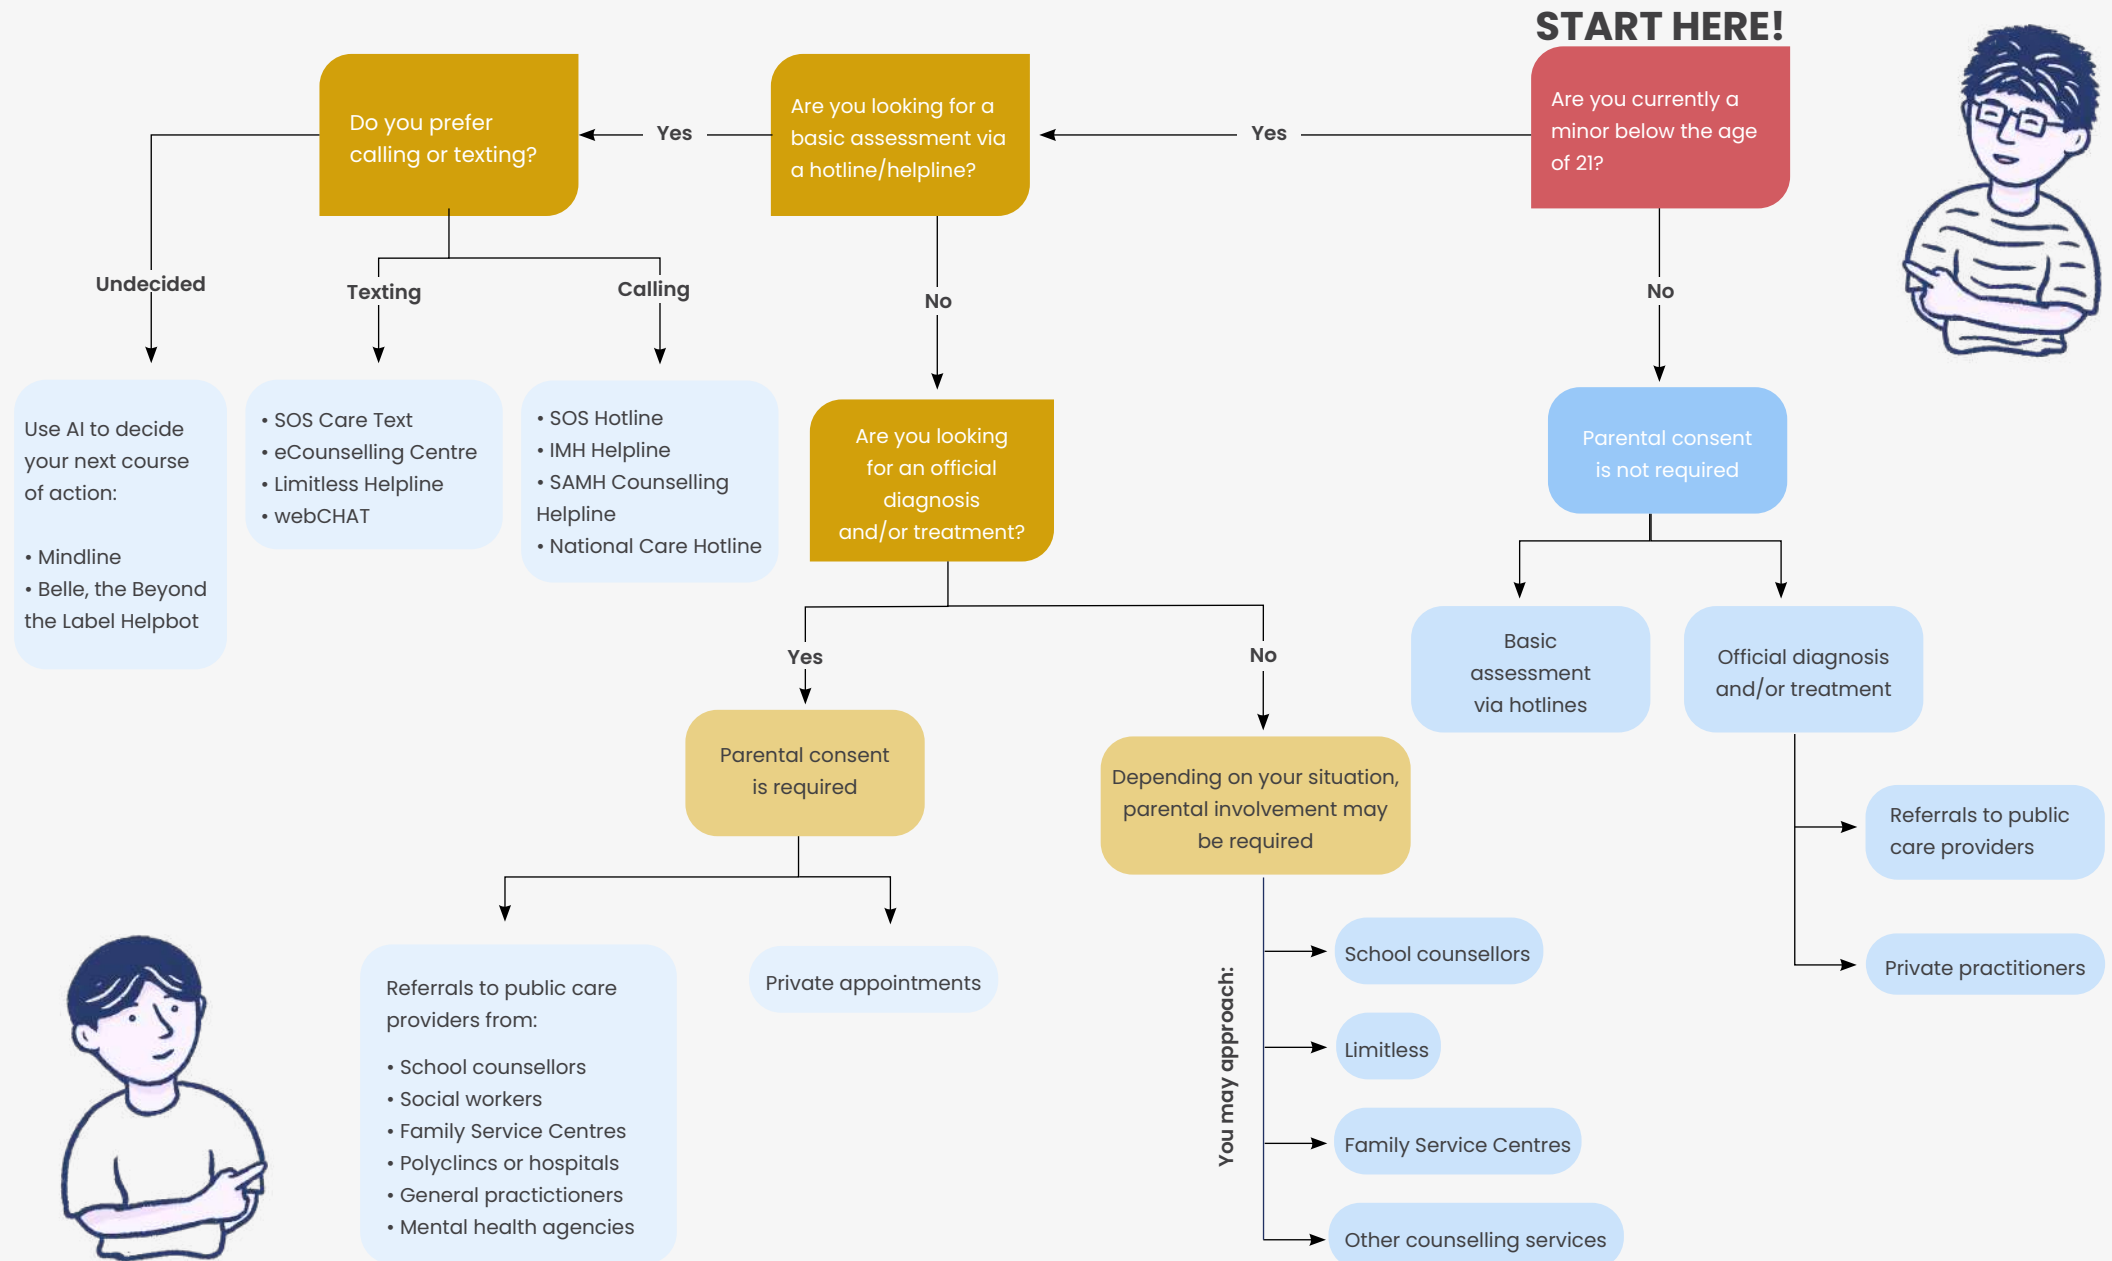 START HERE!
Are you currently a
minor below the age
of 21?
Yes
No
Are you looking for a
basic assessment via
a hotline/helpline?
Yes
No
Do you prefer
calling or texting?
Undecided
Texting
Calling
Use AI to decide
your next course
of action:
• Mindline
• Belle, the Beyond
the Label Helpbot
• SOS Care Text
• eCounselling Centre
• Limitless Helpline
• webCHAT
• SOS Hotline
• IMH Helpline
• SAMH Counselling
Helpline
• National Care Hotline
Are you looking
for an official
diagnosis
and/or treatment?
Yes
No
Parental consent
is required
Referrals to public care
providers from:
• School counsellors
• Social workers
• Family Service Centres
• Polyclincs or hospitals
• General practictioners
• Mental health agencies
Private appointments
Depending on your situation,
parental involvement may
be required
You may approach:
School counsellors
Limitless
Family Service Centres
Other counselling services
Parental consent
is not required
Basic
assessment
via hotlines
Official diagnosis
and/or treatment
Referrals to public
care providers
Private practitioners